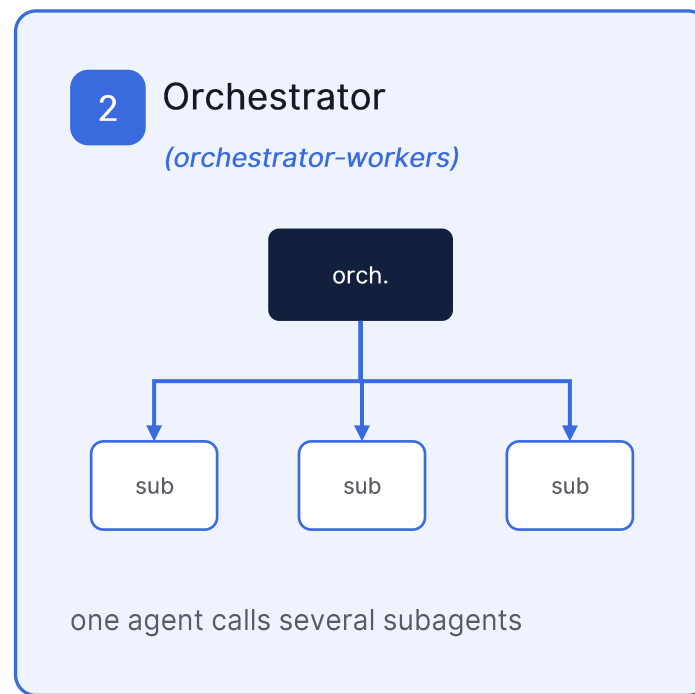 2
Orchestrator
(orchestrator-workers)
orch.
sub
sub
sub
one agent calls several subagents